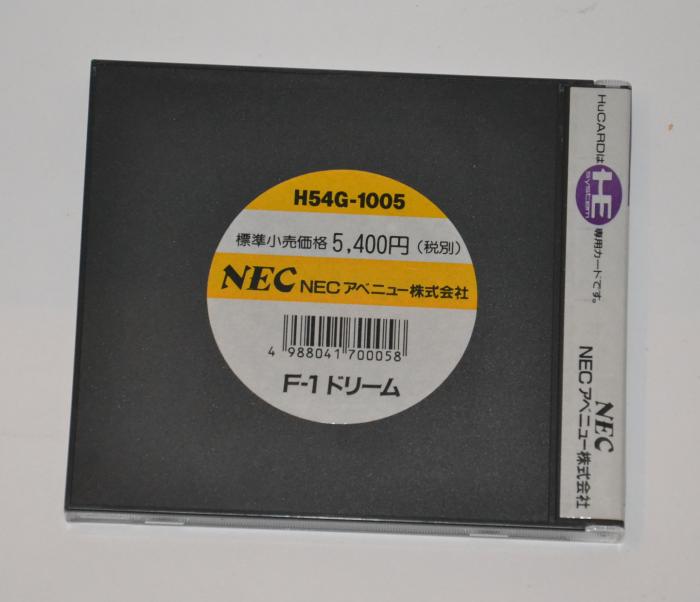 H54G-1005
標準小売価格 5,400円 (税別)
NEC NECアベニュー株式会社
4 988041 700058
F-1 ドリーム
HuCARDは HE system 専用カードです。
NEC
NECアベニュー株式会社